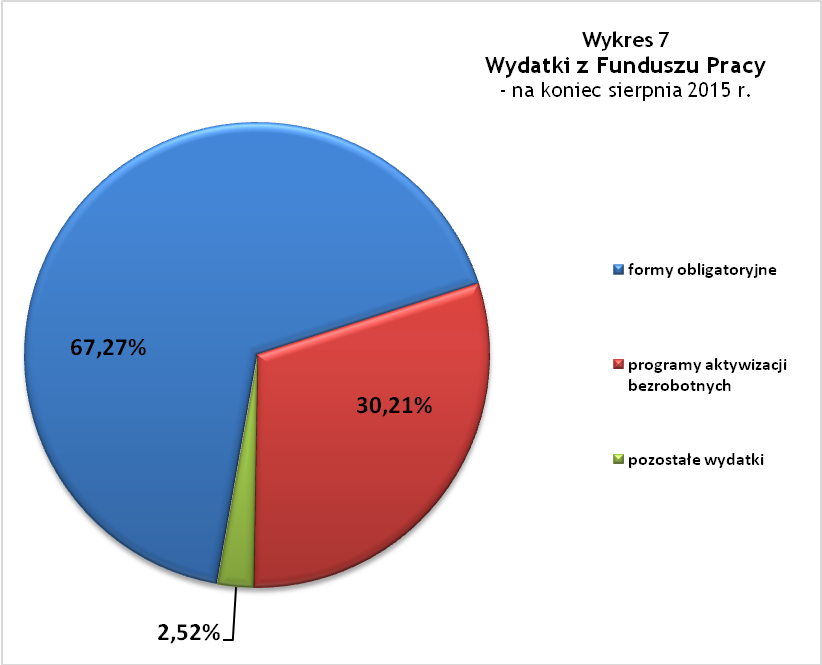 Wykres 7
Wydatki z Funduszu Pracy
- na koniec sierpnia 2015 r.
formy obligatoryjne
67,27%
programy aktywizacji
bezrobotnych
30,21%
pozostałe wydatki
2,52%